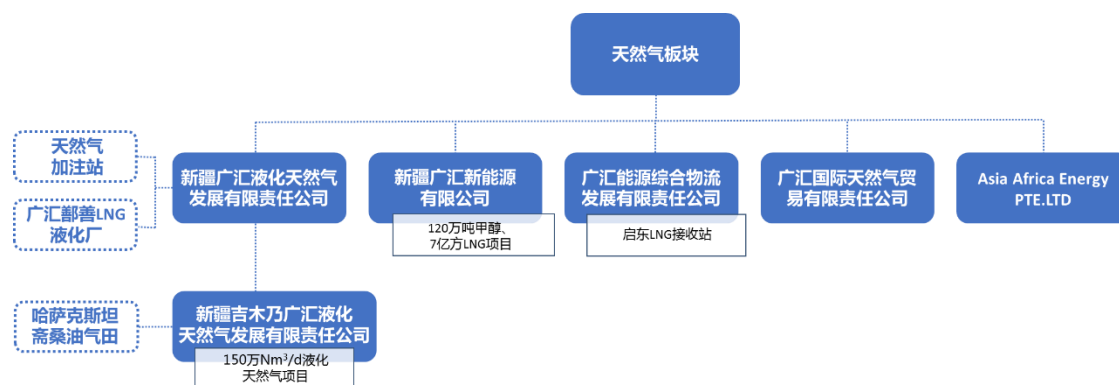 天然气板块
天然气
加注站
新疆广汇液化天然气
发展有限责任公司
新疆广汇新能源
有限公司
广汇能源综合物流
发展有限责任公司
广汇国际天然气贸
易有限责任公司
Asia Africa Energy
PTE.LTD
广汇鄯善LNG
液化厂
120万吨甲醇、
7亿方LNG项目
启东LNG接收站
哈萨克斯坦
斋桑油气田
新疆吉木乃广汇液化
天然气发展有限责任公司
150万Nm³/d液化
天然气项目